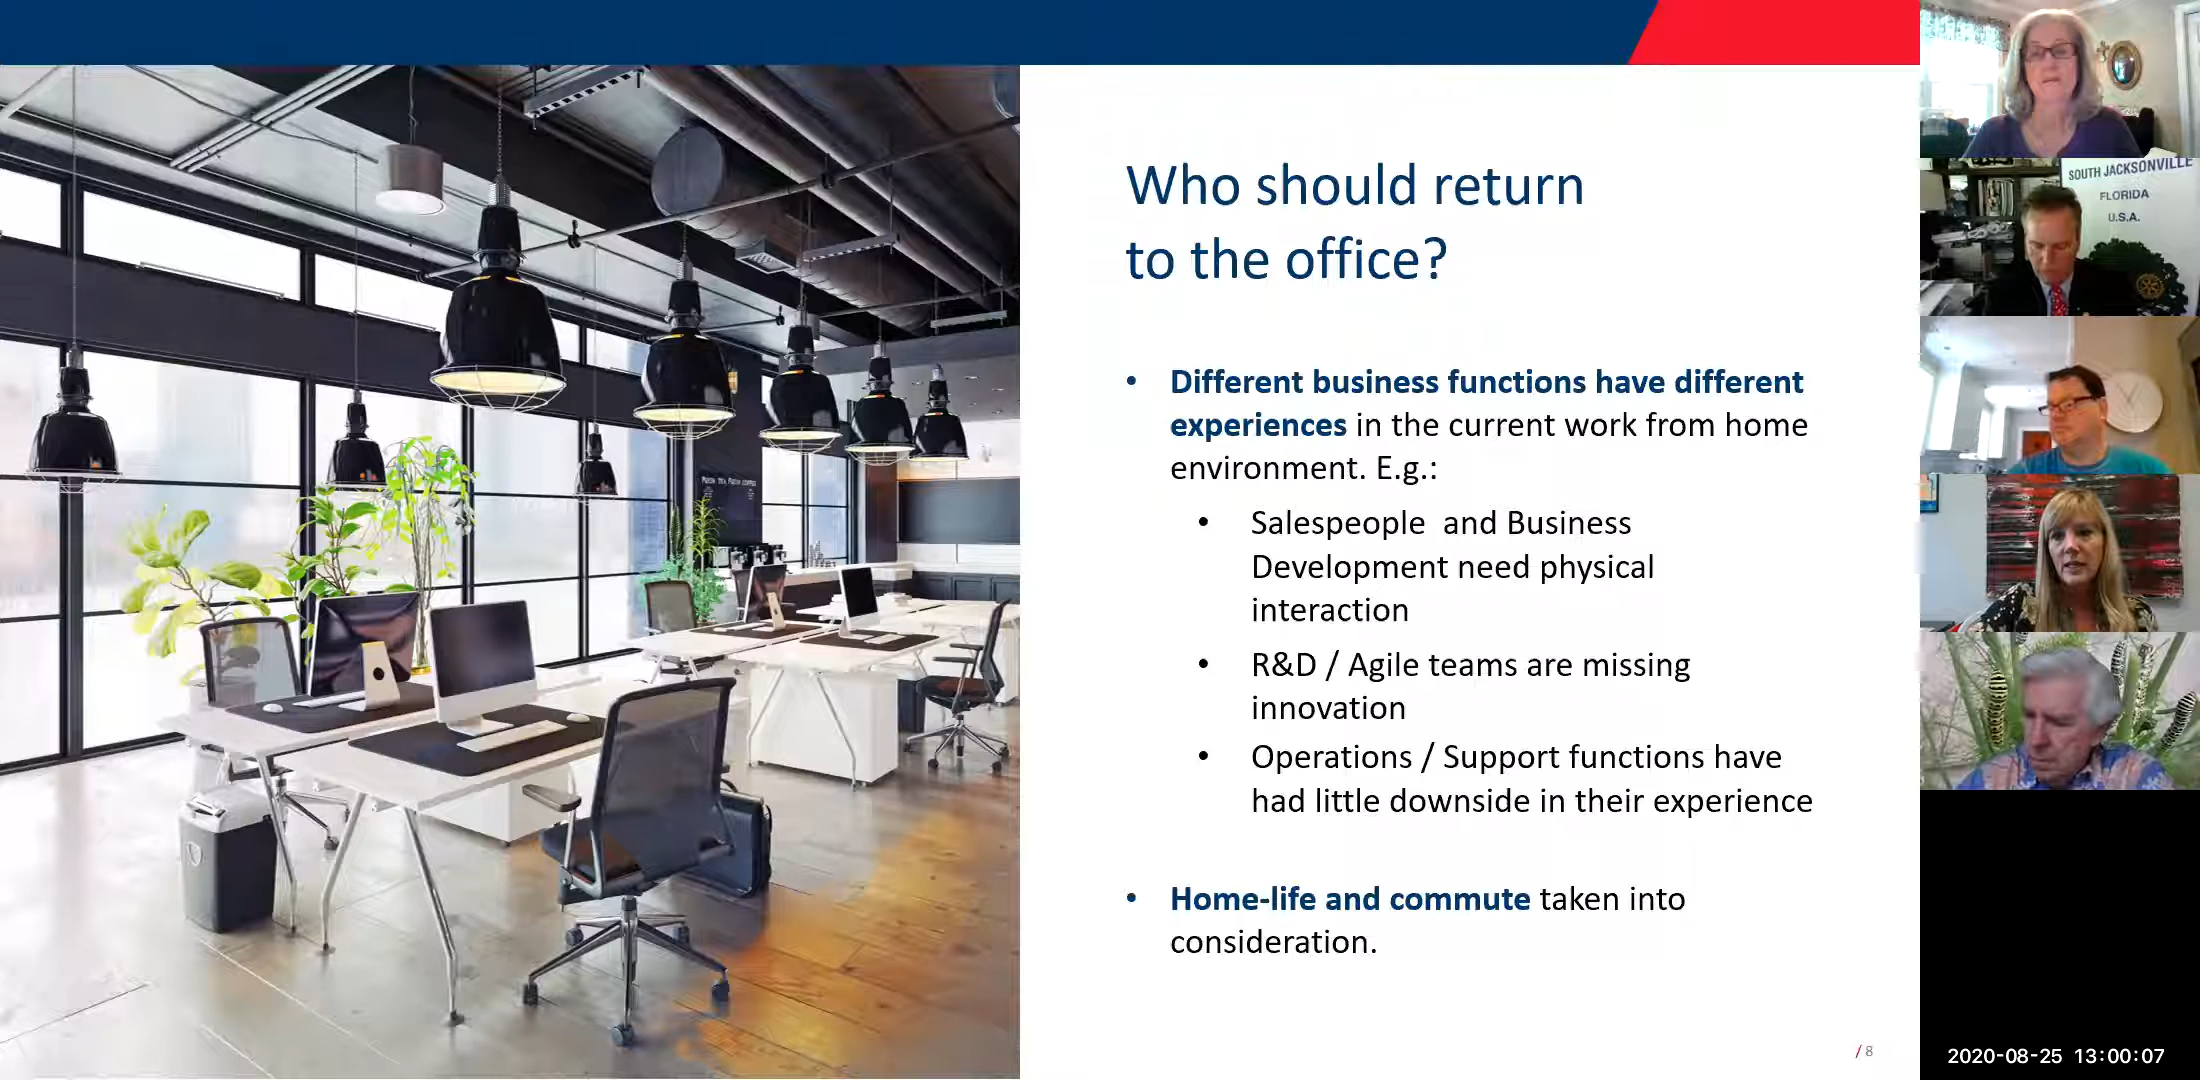 Who should return
to the office?
• Different business functions have different
experiences in the current work from home
environment. E.g.:
• Salespeople  and Business
Development need physical
interaction
• R&D / Agile teams are missing
innovation
• Operations / Support functions have
had little downside in their experience
• Home-life and commute taken into
consideration.
/ 8
SOUTH JACKSONVILLE
FLORIDA
U.S.A.
2020-08-25 13:00:07